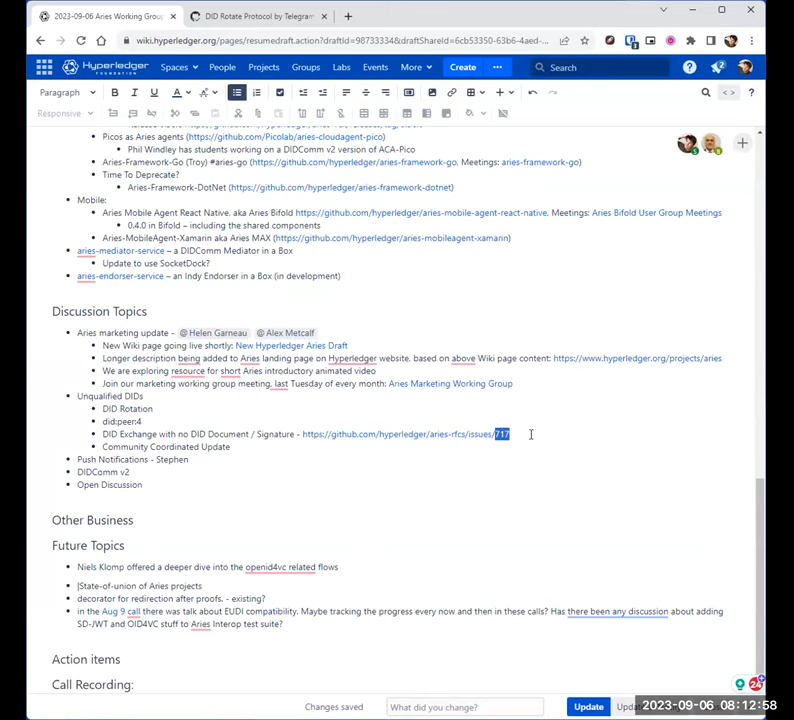 2023-09-06 Aries Working Group
DID Rotate Protocol by Telegram
wiki.hyperledger.org/pages/resumedraft.action?draftId=98733334&draftShareId=6cb53350-63b6-4aed-...
HYPERLEDGER
FOUNDATION
Spaces
People
Projects
Groups
Labs
Events
More
Create
Search
Paragraph
Responsive
Picos as Aries agents (https://github.com/Picolab/aries-cloudagent-pico)
Phil Windley has students working on a DIDComm v2 version of ACA-Pico
Aries-Framework-Go (Troy) #aries-go (https://github.com/hyperledger/aries-framework-go. Meetings: aries-framework-go)
Time To Deprecate?
Aries-Framework-DotNet (https://github.com/hyperledger/aries-framework-dotnet)
Mobile:
Aries Mobile Agent React Native, aka Aries Bifold https://github.com/hyperledger/aries-mobile-agent-react-native, Meetings: Aries Bifold User Group Meetings
0.4.0 in Bifold – including the shared components
Aries-MobileAgent-Xamarin aka Aries MAX (https://github.com/hyperledger/aries-mobileagent-xamarin)
aries-mediator-service – a DIDComm Mediator in a Box
Update to use SocketDock?
aries-endorser-service – an Indy Endorser in a Box (in development)
Discussion Topics
Aries marketing update - @Helen Garneau @Alex Metcalf
New Wiki page going live shortly: New Hyperledger Aries Draft
Longer description being added to Aries landing page on Hyperledger website, based on above Wiki page content: https://www.hyperledger.org/projects/aries
We are exploring resource for short Aries introductory animated video
Join our marketing working group meeting, last Tuesday of every month: Aries Marketing Working Group
Unqualified DIDs
DID Rotation
did:peer:4
DID Exchange with no DID Document / Signature - https://github.com/hyperledger/aries-rfcs/issues/717
Community Coordinated Update
Push Notifications - Stephen
DIDComm v2
Open Discussion
Other Business
Future Topics
Niels Klomp offered a deeper dive into the openid4vc related flows
State-of-union of Aries projects
decorator for redirection after proofs. - existing?
in the Aug 9 call there was talk about EUDI compatibility. Maybe tracking the progress every now and then in these calls? Has there been any discussion about adding
SD-JWT and OID4VC stuff to Aries Interop test suite?
Action items
Call Recording:
Changes saved
What did you change?
Update
2023-09-06 08:12:58